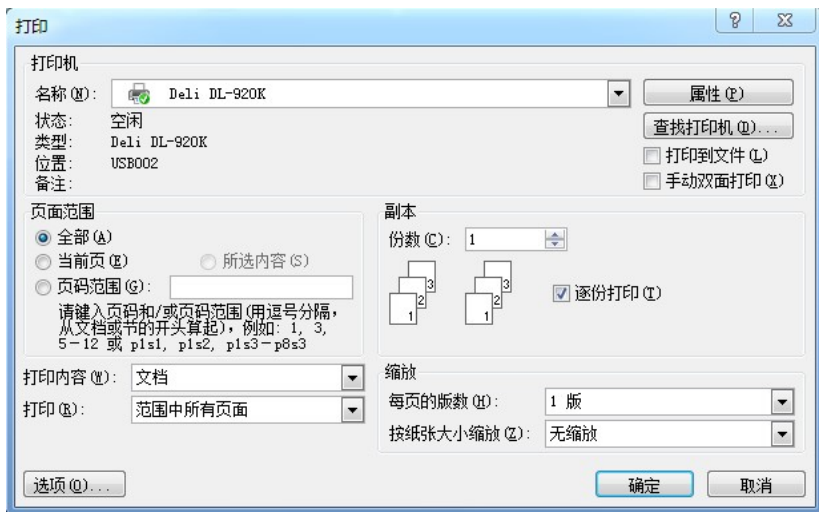 打印
打印机
名称(N): Deli DL-920K 属性(P)
状态: 空闲 查找打印机(D)...
类型: Deli DL-920K
位置: USB002 打印到文件(L)
备注: 手动双面打印(X)
页面范围
全部(A)
当前页(E) 所选内容(S)
页码范围(G):
请键入页码和/或页码范围(用逗号分隔,
从文档或节的开头算起),例如: 1, 3,
5-12 或 p1s1, p1s2, p1s3-p8s3
副本
份数(C): 1
1 2 3 1 2 3 逐份打印(T)
打印内容(W): 文档
打印(R): 范围中所有页面
缩放
每页的版数(H): 1 版
按纸张大小缩放(Z): 无缩放
选项(O)... 确定 取消